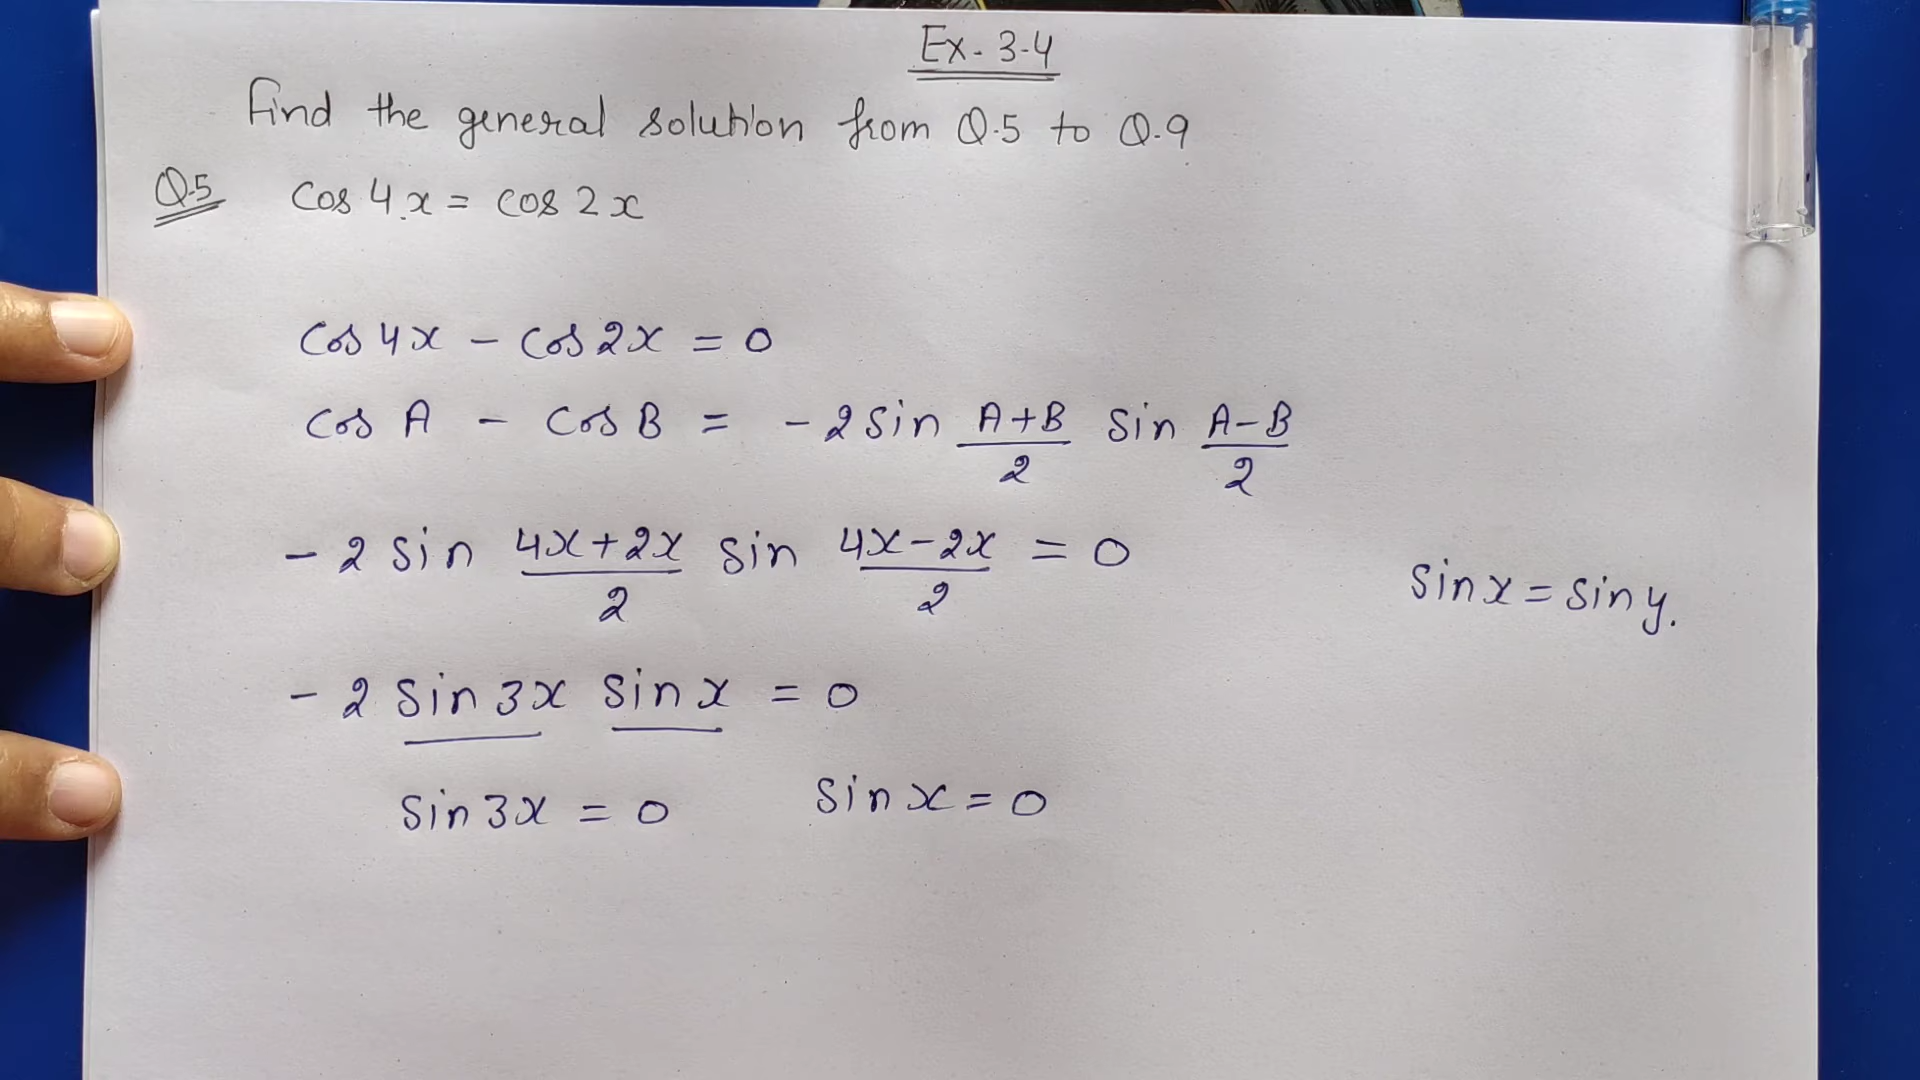 Ex-3.4
Find the general solution from Q.5 to Q.9
Q.5 cos 4x = cos 2x
cos 4x - cos 2x = 0
cos A - cos B = -2 sin (A+B)/2 sin (A-B)/2
-2 sin (4x+2x)/2 sin (4x-2x)/2 = 0
sin x = sin y.
-2 sin 3x sin x = 0
sin 3x = 0 sin x = 0